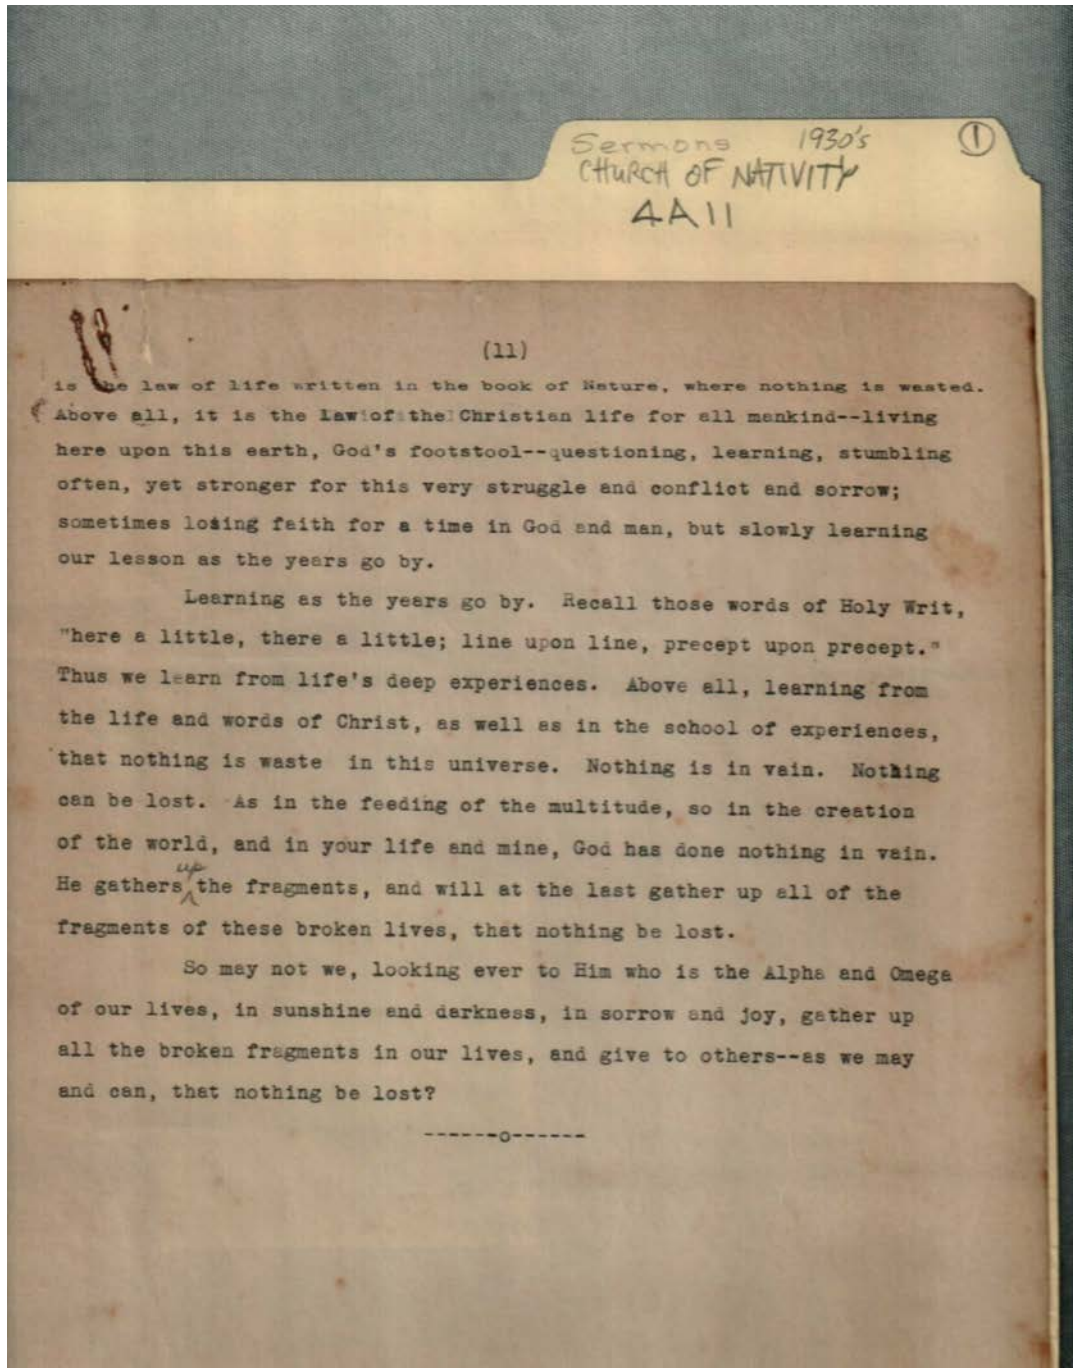 Sermons 1930's 1
CHURCH OF NATIVITY
4A11
(11)
is the law of life written in the book of Nature, where nothing is wasted.
Above all, it is the law of the Christian life for all mankind--living
here upon this earth, God's footstool--questioning, learning, stumbling
often, yet stronger for this very struggle and conflict and sorrow;
sometimes losing faith for a time in God and man, but slowly learning
our lesson as the years go by.
Learning as the years go by. Recall those words of Holy Writ,
"here a little, there a little; line upon line, precept upon precept."
Thus we learn from life's deep experiences. Above all, learning from
the life and words of Christ, as well as in the school of experiences,
that nothing is waste in this universe. Nothing is in vain. Nothing
can be lost. As in the feeding of the multitude, so in the creation
of the world, and in your life and mine, God has done nothing in vain.
He gathers up the fragments, and will at the last gather up all of the
fragments of these broken lives, that nothing be lost.
So may not we, looking ever to Him who is the Alpha and Omega
of our lives, in sunshine and darkness, in sorrow and joy, gather up
all the broken fragments in our lives, and give to others--as we may
and can, that nothing be lost?
------o------